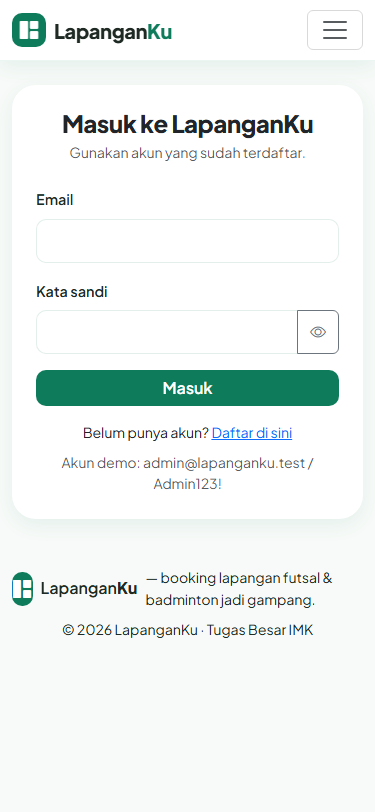 LapanganKu
Masuk ke LapanganKu
Gunakan akun yang sudah terdaftar.
Email
Kata sandi
Masuk
Belum punya akun? Daftar di sini
Akun demo: admin@lapanganku.test /
Admin123!
LapanganKu
— booking lapangan futsal &
badminton jadi gampang.
© 2026 LapanganKu · Tugas Besar IMK